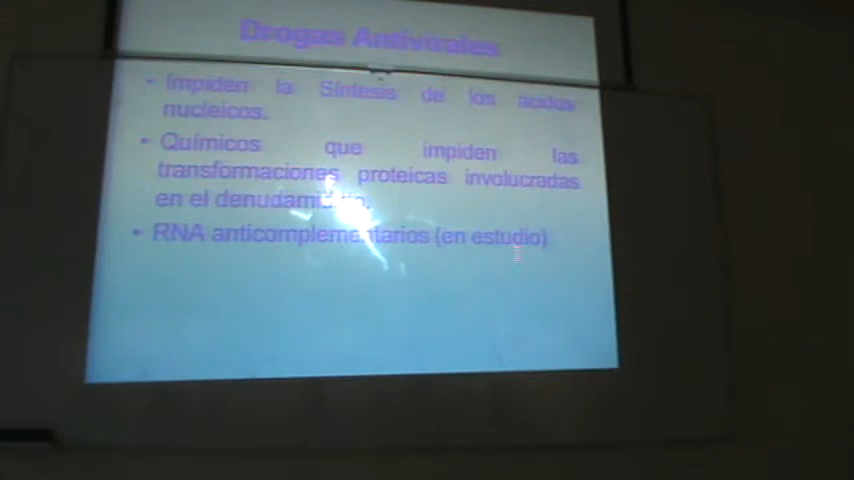 Drogas Antivirales
• Impiden la Síntesis de los ácidos
nucleicos.
• Químicos que impiden las
transformaciones proteicas involucradas
en el
• RNA anticomplementarios (en estudio)